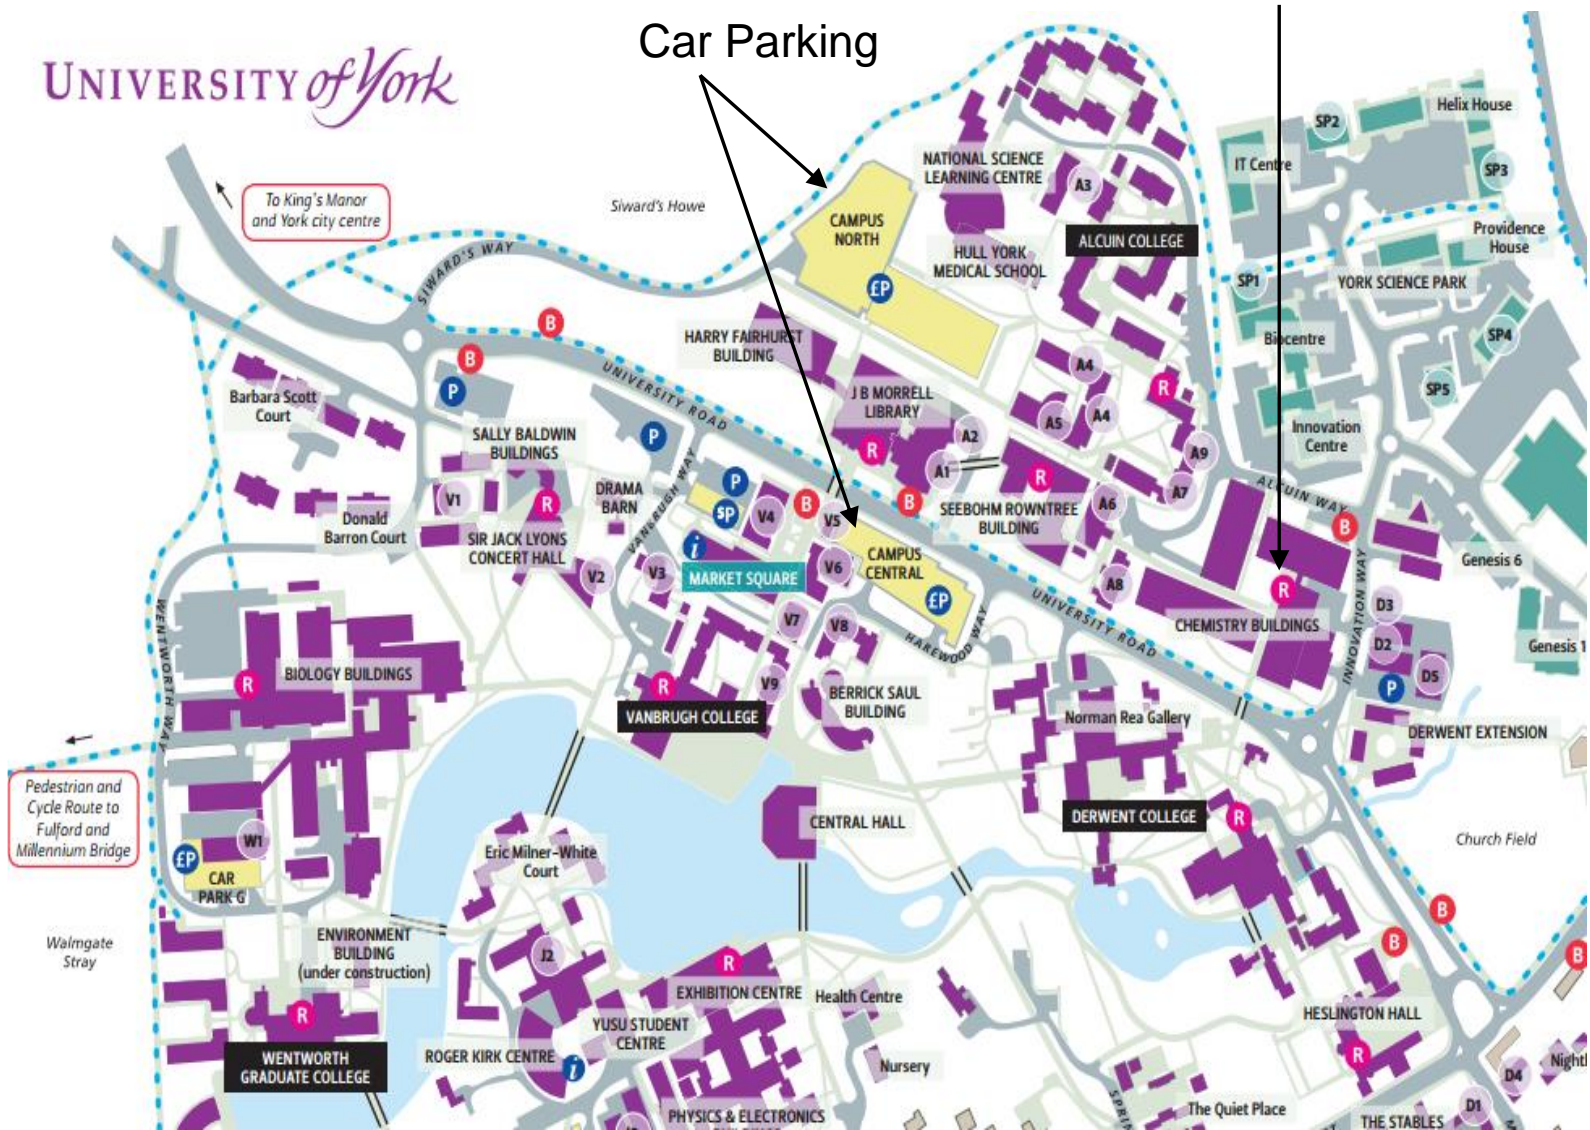 Car Parking
UNIVERSITY of York
To King's Manor
and York city centre
Siward's Howe
SIWARD'S WAY
CAMPUS
NORTH
£P
NATIONAL SCIENCE
LEARNING CENTRE
A3
ALCUIN COLLEGE
HULL YORK
MEDICAL SCHOOL
SP2
Helix House
IT Centre
SP3
Providence
House
SP1
YORK SCIENCE PARK
Biocentre
SP4
SP5
Innovation
Centre
HARRY FAIRHURST
BUILDING
B
B
P
UNIVERSITY ROAD
Barbara Scott
Court
J B MORRELL
LIBRARY
R
A2
A1
A4
A4
A5
R
A9
A7
A6
SALLY BALDWIN
BUILDINGS
P
P
$P
V4
B
V5
B
SEEBOHM ROWNTREE
BUILDING
R
ALCUIN WAY
B
V1
R
DRAMA
BARN
VANBRUGH WAY
Donald
Barron Court
SIR JACK LYONS
CONCERT HALL
V2
V3
i
MARKET SQUARE
V6
CAMPUS
CENTRAL
£P
A8
R
CHEMISTRY BUILDINGS
Genesis 6
INNOVATION WAY
D3
D2
D5
P
Genesis 1
WENTWORTH WAY
BIOLOGY BUILDINGS
R
V7
V8
V9
HAREWOOD WAY
UNIVERSITY ROAD
R
VANBRUGH COLLEGE
BERRICK SAUL
BUILDING
Norman Rea Gallery
DERWENT EXTENSION
Pedestrian and
Cycle Route to
Fulford and
Millennium Bridge
W1
£P
CAR
PARK G
Eric Milner-White
Court
CENTRAL HALL
DERWENT COLLEGE
R
Church Field
Walmgate
Stray
ENVIRONMENT
BUILDING
(under construction)
J2
R
EXHIBITION CENTRE
Health Centre
B
B
B
HESLINGTON HALL
R
R
WENTWORTH
GRADUATE COLLEGE
ROGER KIRK CENTRE
i
YUSU STUDENT
CENTRE
Nursery
PHYSICS & ELECTRONICS
The Quiet Place
THE STABLES
D4
D1